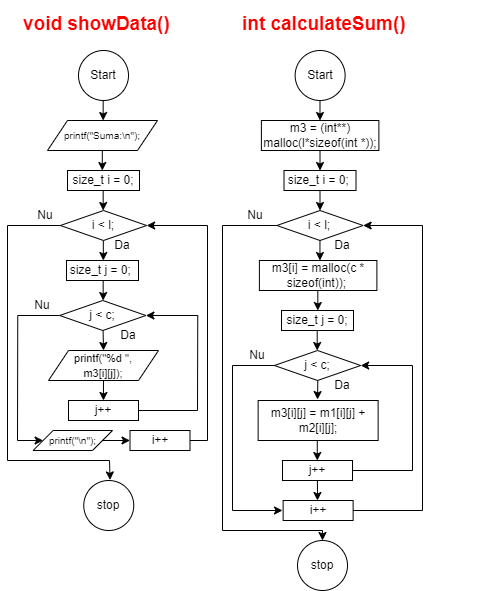 void showData()
Start
printf("Suma:\n");
size_t i = 0;
Nu
i < l;
Da
size_t j = 0;
Nu
j < c;
Da
printf("%d ",
m3[i][j]);
j++
printf("\n");
i++
stop
int calculateSum()
Start
m3 = (int**)
malloc(l*sizeof(int *));
size_t i = 0;
Nu
i < l;
Da
m3[i] = malloc(c *
sizeof(int));
size_t j = 0;
Nu
j < c;
Da
m3[i][j] = m1[i][j] +
m2[i][j];
j++
i++
stop